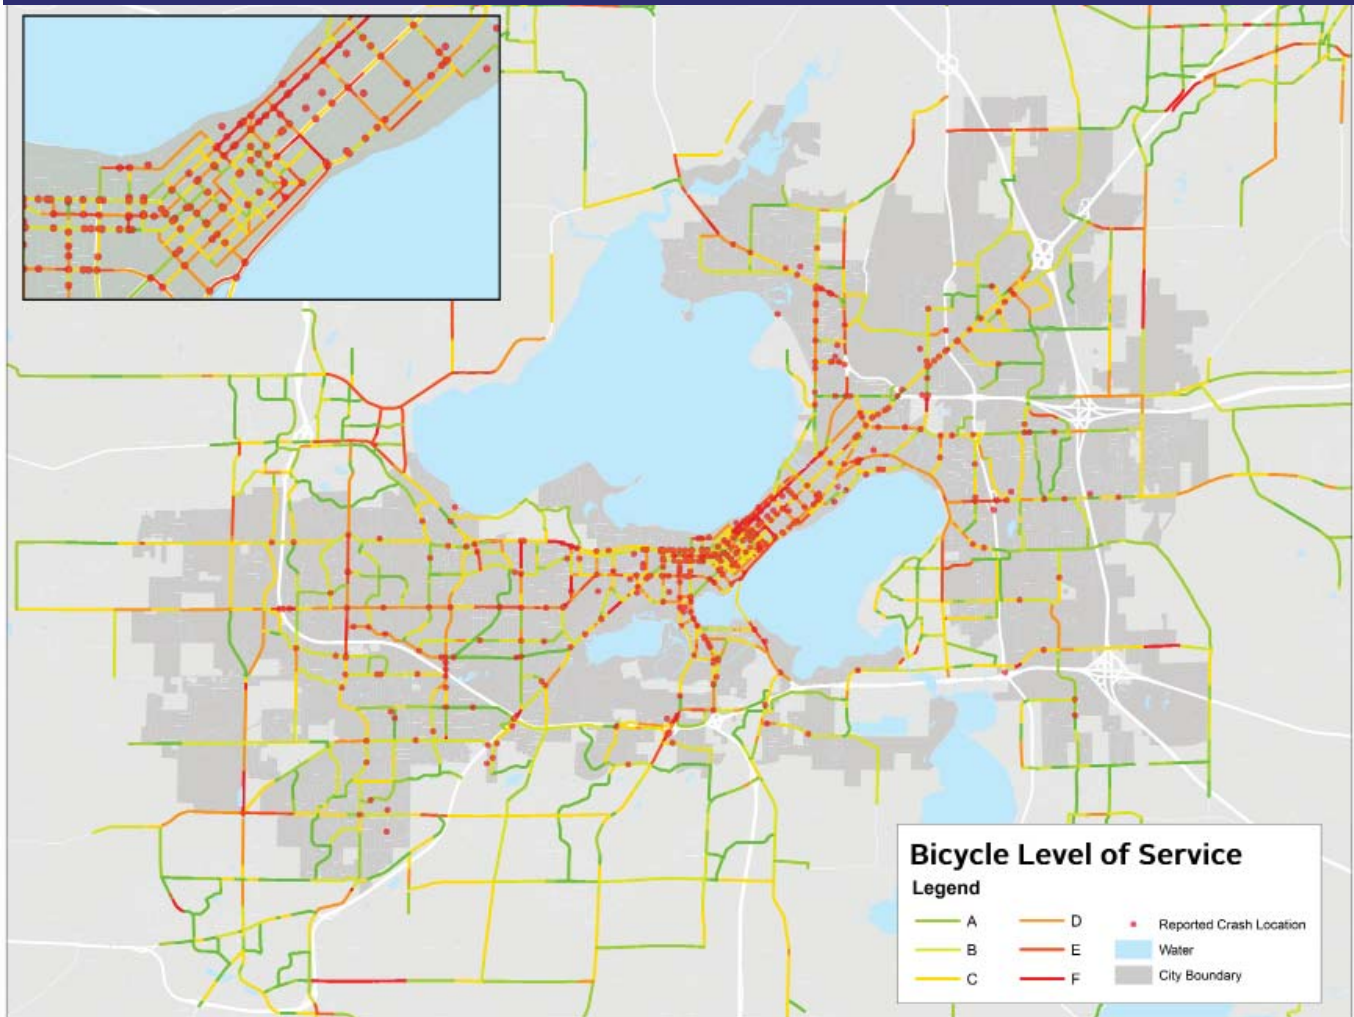 Bicycle Level of Service
Legend
A
B
C
D
E
F
Reported Crash Location
Water
City Boundary